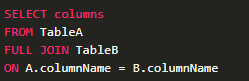 SELECT columns
FROM TableA
FULL JOIN TableB
ON A.columnName = B.columnName